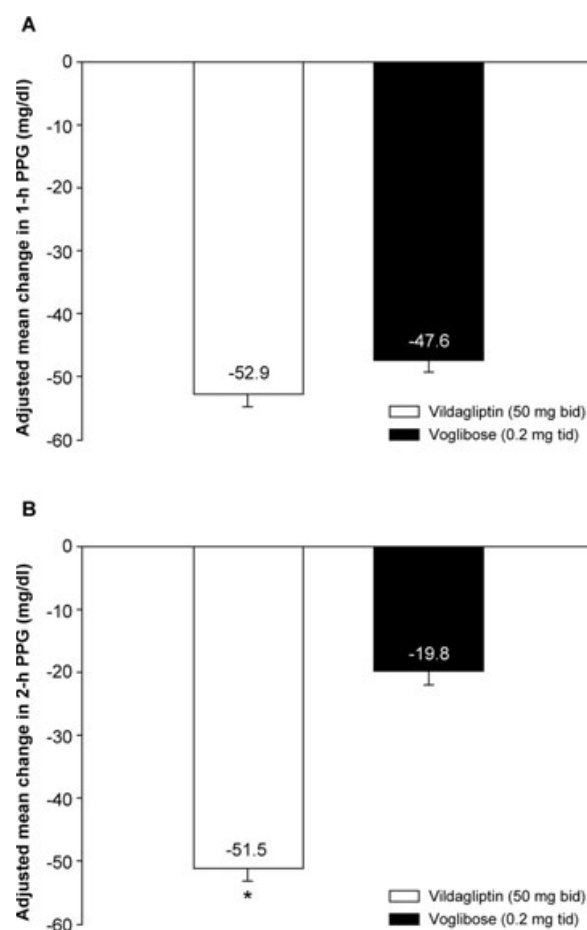 A
Adjusted mean change in 1-h PPG (mg/dl)
0
-10
-20
-30
-40
-50
-60
-52.9
-47.6
Vildagliptin (50 mg bid)
Voglibose (0.2 mg tid)
B
Adjusted mean change in 2-h PPG (mg/dl)
0
-10
-20
-30
-40
-50
-60
-19.8
-51.5
*
Vildagliptin (50 mg bid)
Voglibose (0.2 mg tid)